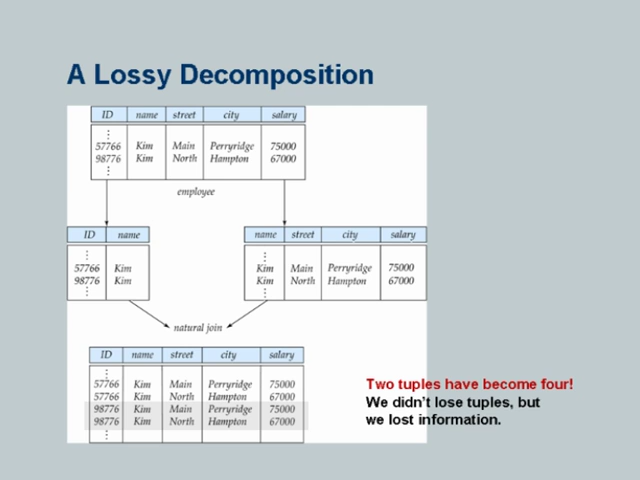 A Lossy Decomposition
ID name street city salary
⋮
57766 Kim Main Perryridge 75000
98776 Kim North Hampton 67000
⋮
employee
ID name
⋮
57766 Kim
98776 Kim
⋮
name street city salary
⋮
Kim Main Perryridge 75000
Kim North Hampton 67000
⋮
natural join
ID name street city salary
⋮
57766 Kim Main Perryridge 75000
57766 Kim North Hampton 67000
98776 Kim Main Perryridge 75000
98776 Kim North Hampton 67000
⋮
Two tuples have become four!
We didn't lose tuples, but
we lost information.